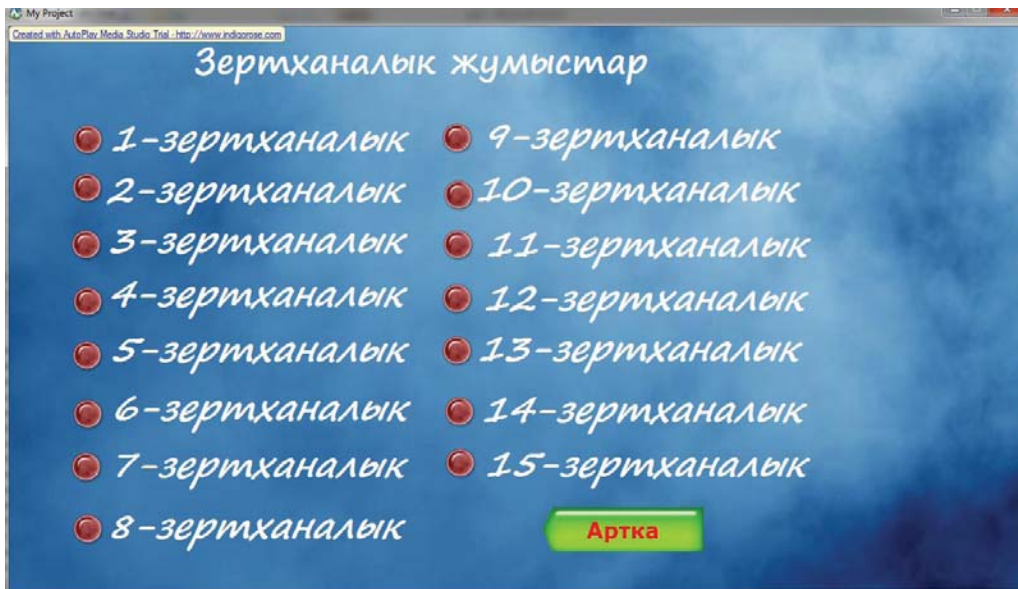 My Project
Created with AutoPlay Media Studio Trial - http://www.indigorose.com
Зертханалык жумыстар
1-зертханалык
2-зертханалык
3-зертханалык
4-зертханалык
5-зертханалык
6-зертханалык
7-зертханалык
8-зертханалык
9-зертханалык
10-зертханалык
11-зертханалык
12-зертханалык
13-зертханалык
14-зертханалык
15-зертханалык
Артка